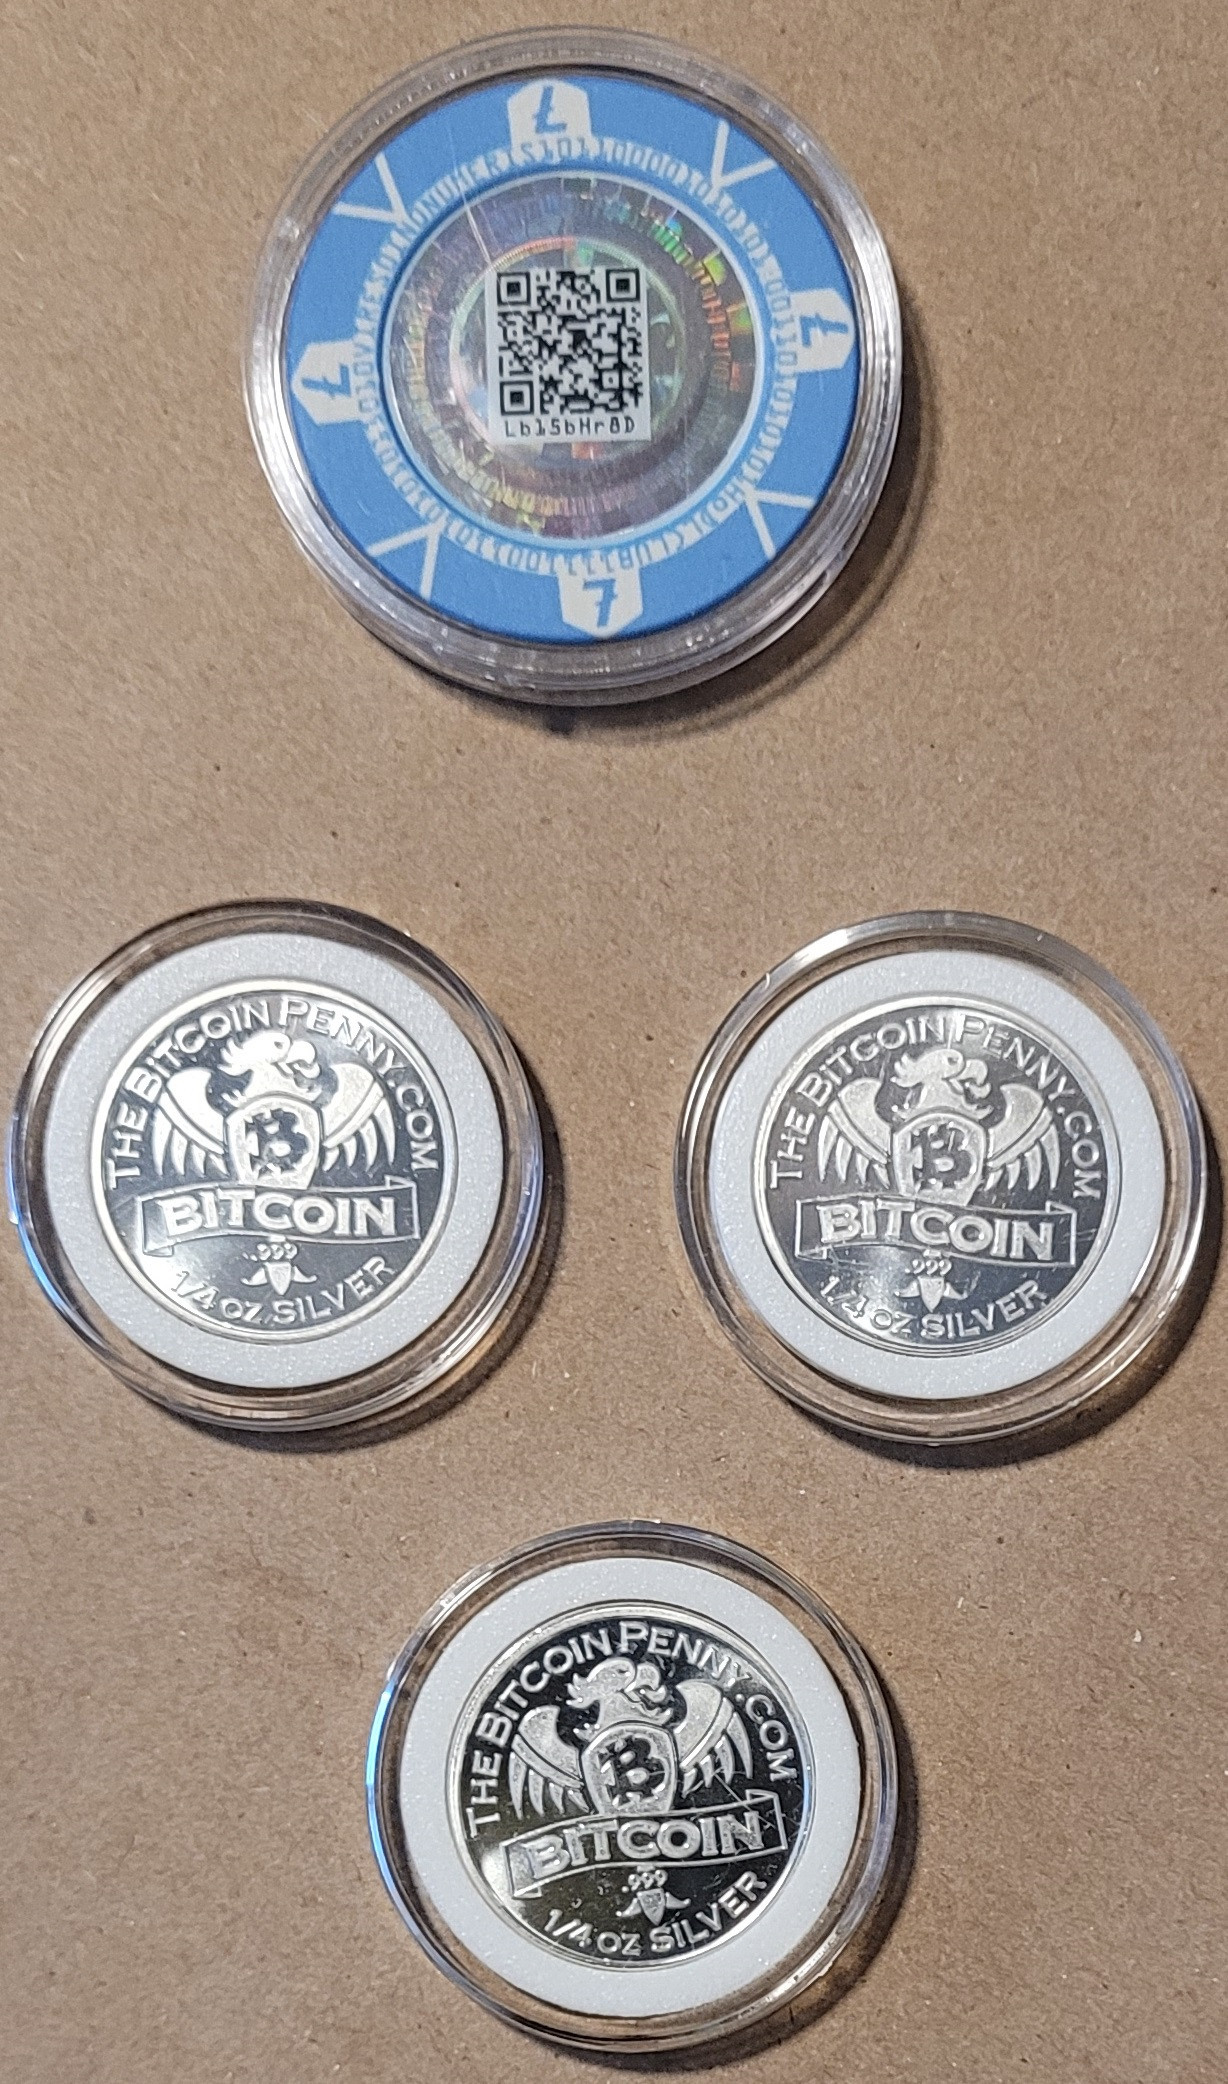 Lb15bHr8D
THE BITCOIN PENNY.COM
BITCOIN
.999
1/4 OZ SILVER
THE BITCOIN PENNY.COM
BITCOIN
.999
1/4 OZ SILVER
THE BITCOIN PENNY.COM
BITCOIN
.999
1/4 OZ SILVER